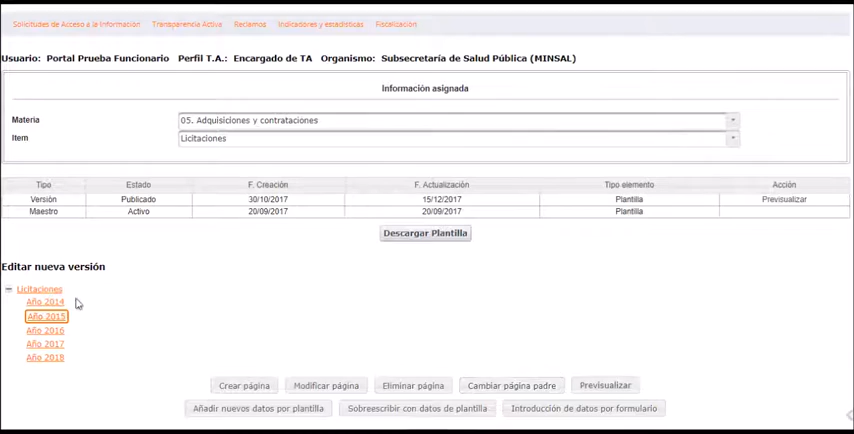 Solicitudes de Acceso a la Información Transparencia Activa Reclamos Indicadores y estadísticas Fiscalización
Usuario: Portal Prueba Funcionario Perfil T.A.: Encargado de TA Organismo: Subsecretaría de Salud Pública (MINSAL)
Información asignada
Materia 05. Adquisiciones y contrataciones
Item Licitaciones
Tipo Estado F. Creación F. Actualización Tipo elemento Acción
Versión Publicado 30/10/2017 15/12/2017 Plantilla Previsualizar
Maestro Activo 20/09/2017 20/09/2017 Plantilla
Descargar Plantilla
Editar nueva versión
Licitaciones
Año 2014
Año 2015
Año 2016
Año 2017
Año 2018
Crear página Modificar página Eliminar página Cambiar página padre Previsualizar
Añadir nuevos datos por plantilla Sobreescribir con datos de plantilla Introducción de datos por formulario